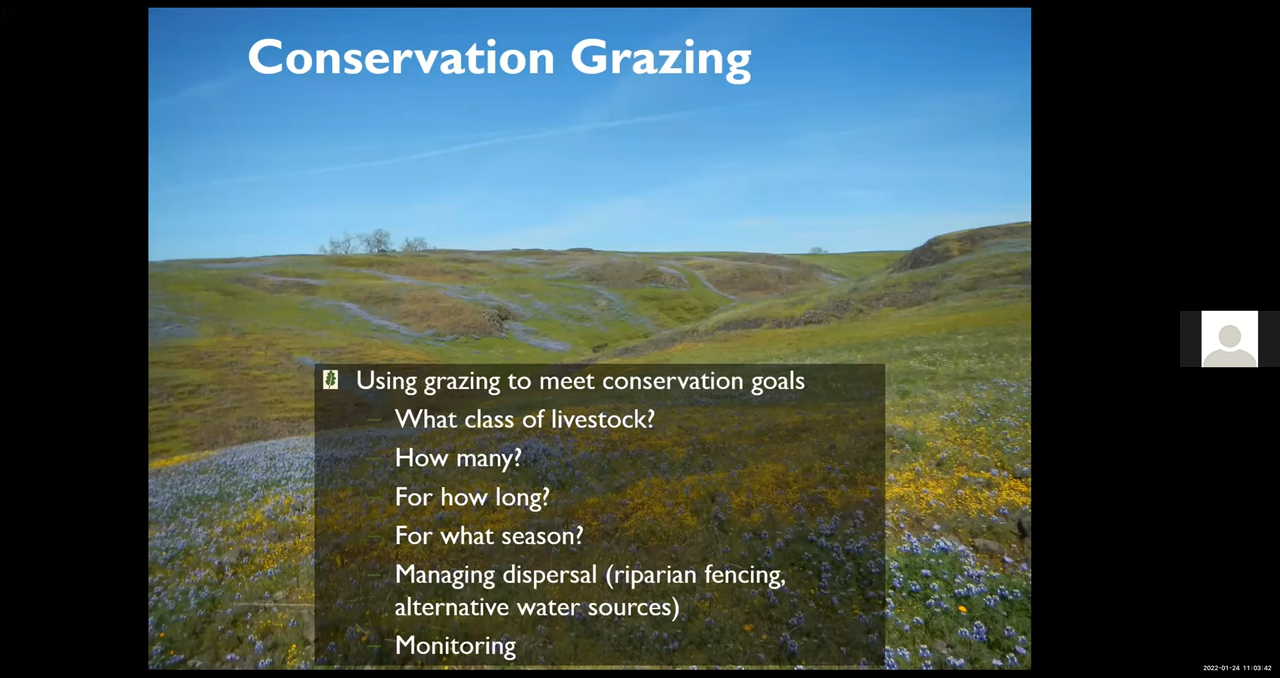 Conservation Grazing
Using grazing to meet conservation goals
– What class of livestock?
– How many?
– For how long?
– For what season?
– Managing dispersal (riparian fencing,
alternative water sources)
– Monitoring
2022-01-24 11:03:42